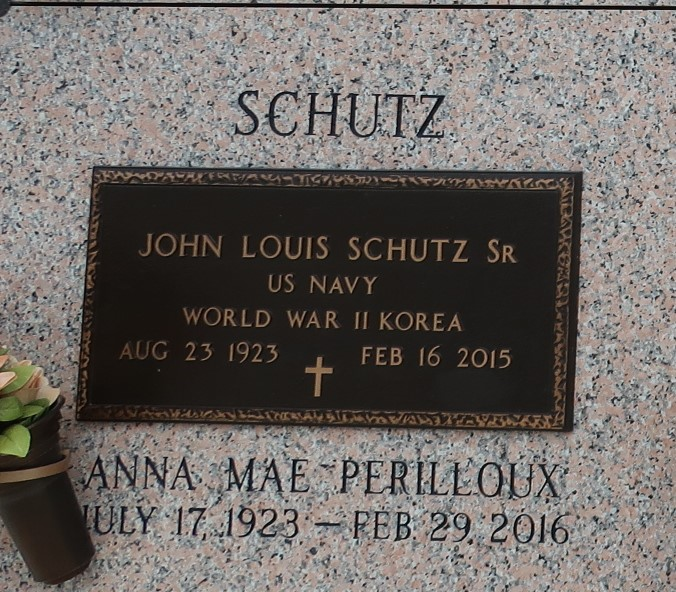 SCHUTZ
JOHN LOUIS SCHUTZ SR
US NAVY
WORLD WAR II KOREA
AUG 23 1923 FEB 16 2015
ANNA MAE PERILLOUX
JULY 17, 1923 — FEB 29, 2016